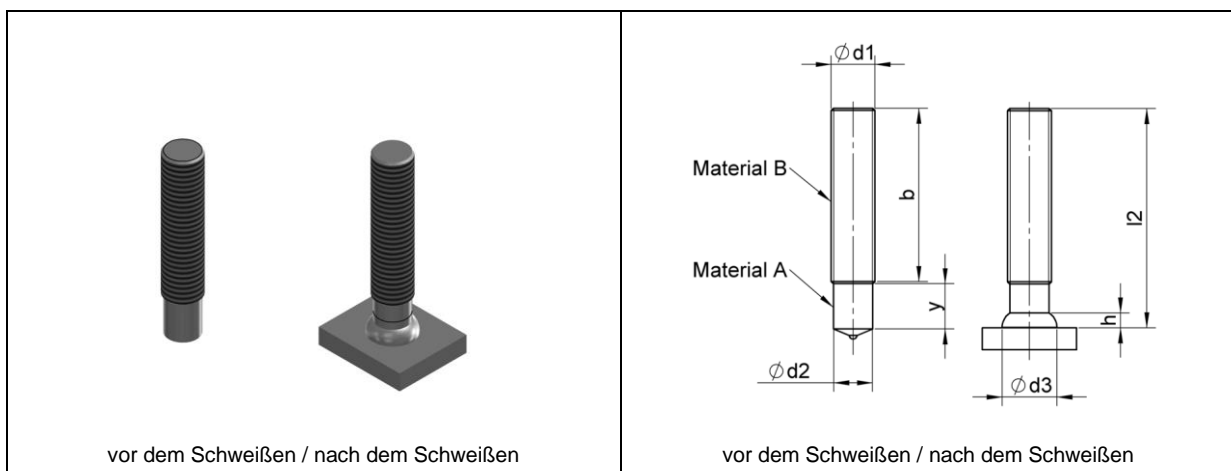 vor dem Schweißen / nach dem Schweißen
Ø d1
Material B
b
l2
Material A
y
h
Ø d2
Ø d3
vor dem Schweißen / nach dem Schweißen